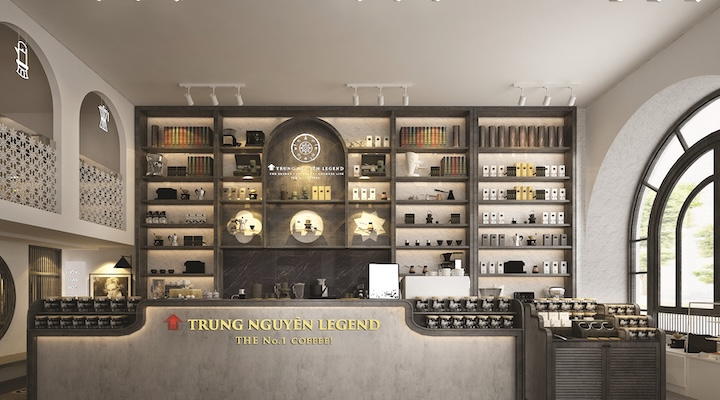 TRUNG NGUYÊN LEGEND
TRUNG NGUYÊN LEGEND
THE No.1 COFFEE!